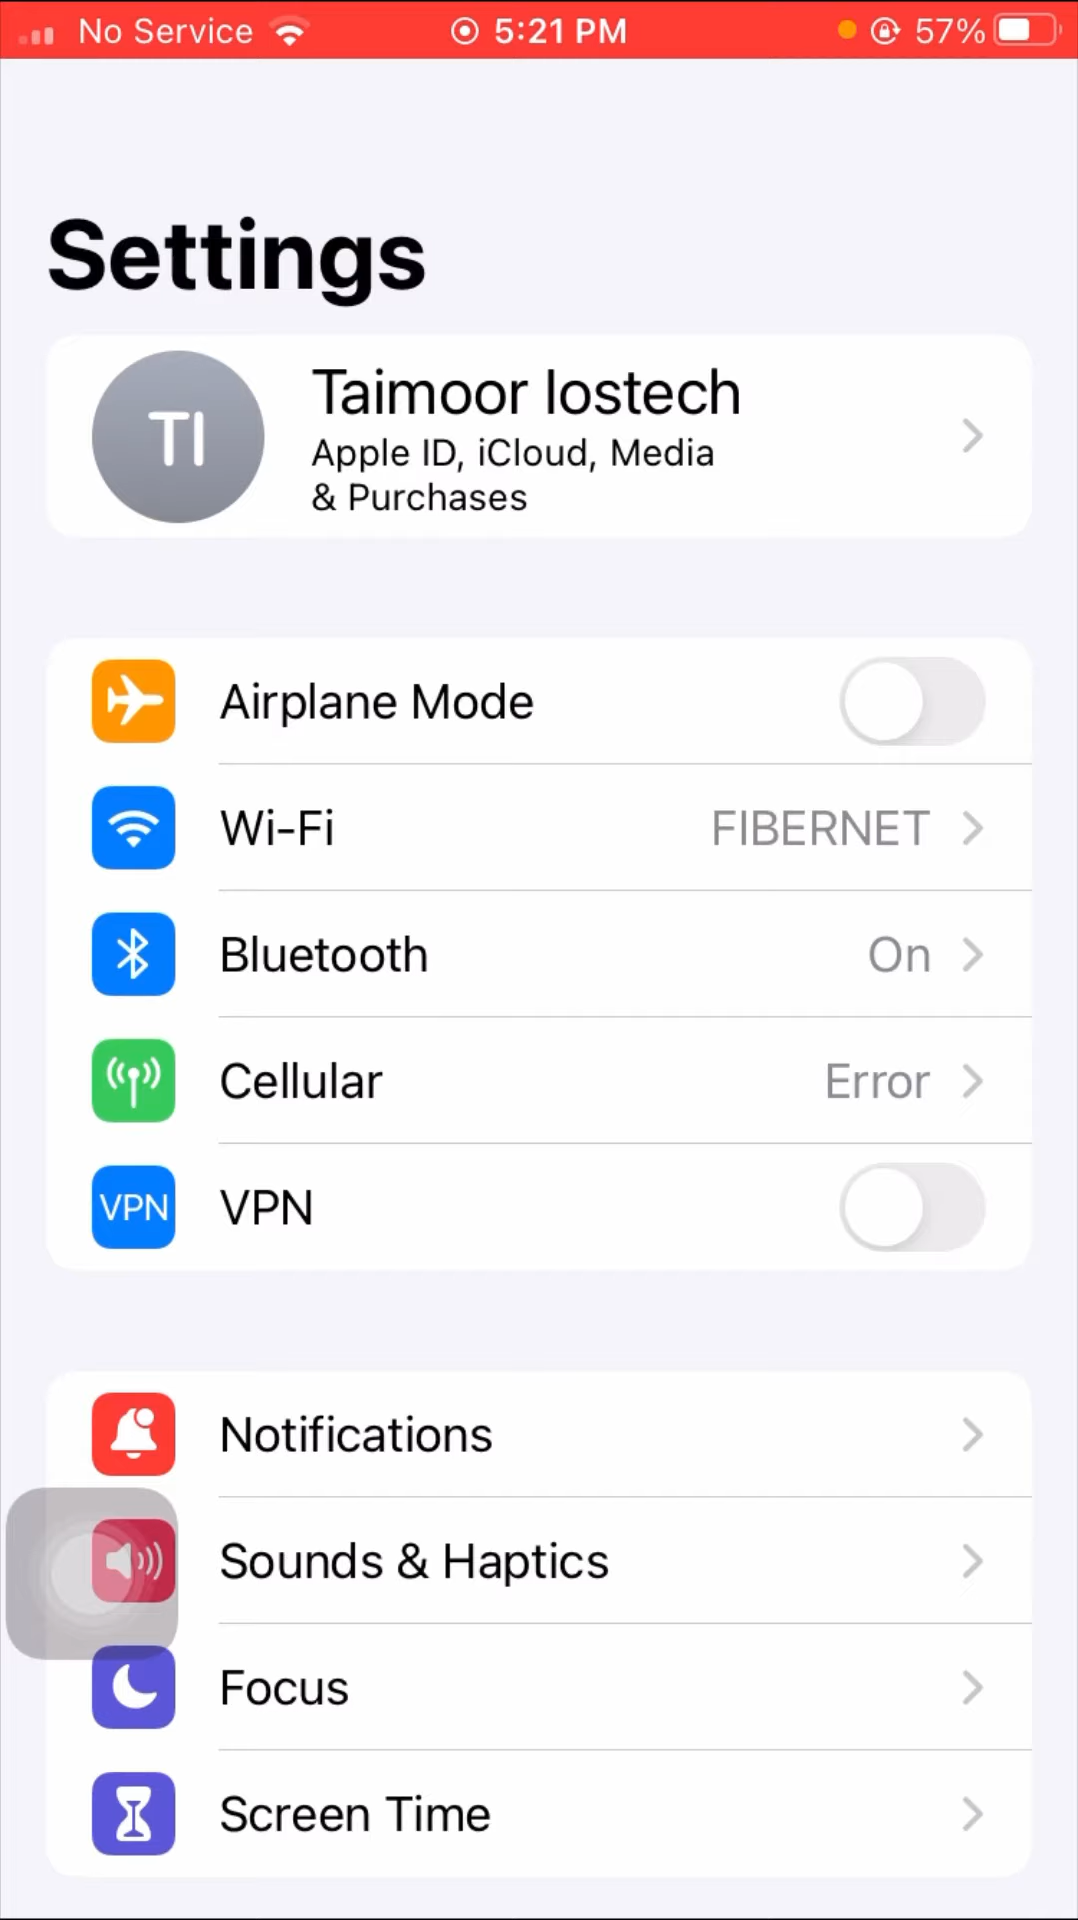 No Service 5:21 PM 57%
Settings
TI
Taimoor Iostech
Apple ID, iCloud, Media
& Purchases
Airplane Mode
Wi-Fi FIBERNET
Bluetooth On
Cellular Error
VPN VPN
Notifications
Sounds & Haptics
Focus
Screen Time